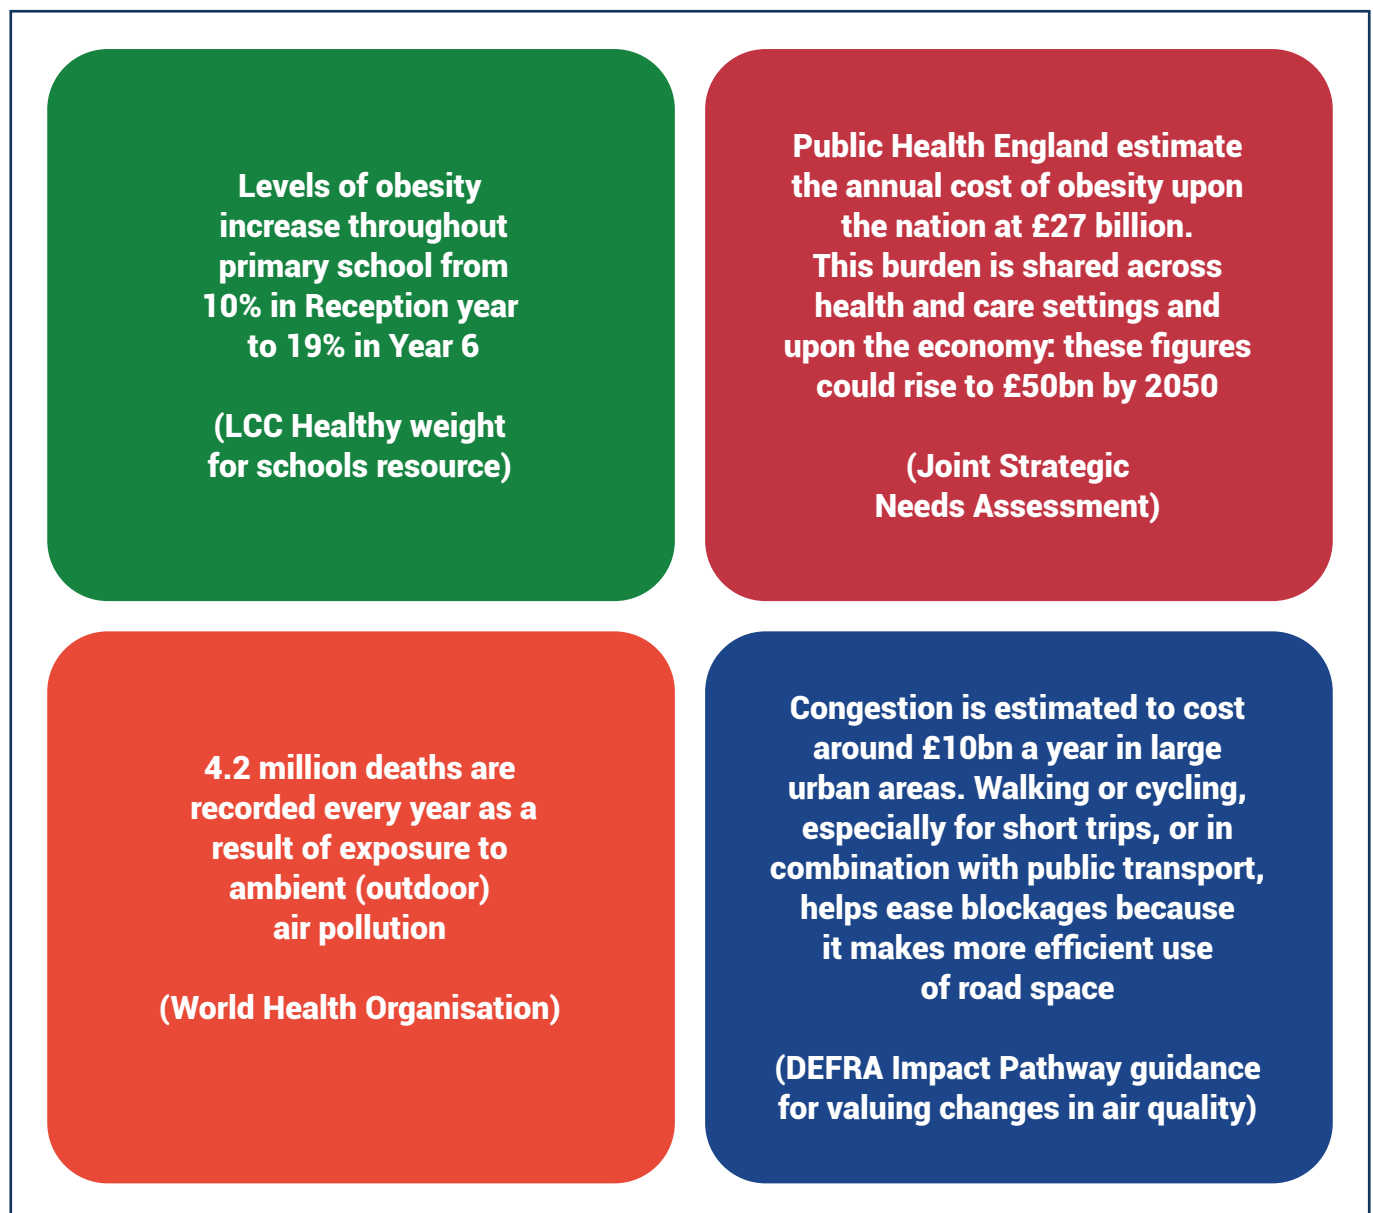 Levels of obesity
increase throughout
primary school from
10% in Reception year
to 19% in Year 6
(LCC Healthy weight
for schools resource)
Public Health England estimate
the annual cost of obesity upon
the nation at £27 billion.
This burden is shared across
health and care settings and
upon the economy: these figures
could rise to £50bn by 2050
(Joint Strategic
Needs Assessment)
4.2 million deaths are
recorded every year as a
result of exposure to
ambient (outdoor)
air pollution
(World Health Organisation)
Congestion is estimated to cost
around £10bn a year in large
urban areas. Walking or cycling,
especially for short trips, or in
combination with public transport,
helps ease blockages because
it makes more efficient use
of road space
(DEFRA Impact Pathway guidance
for valuing changes in air quality)